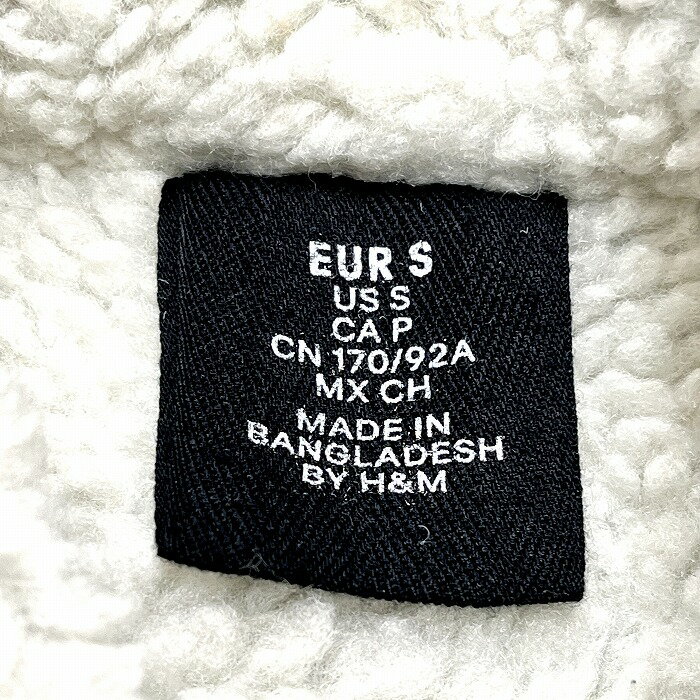 EUR S
US S
CA P
CN 170/92A
MX CH
MADE IN
BANGLADESH
BY H&M